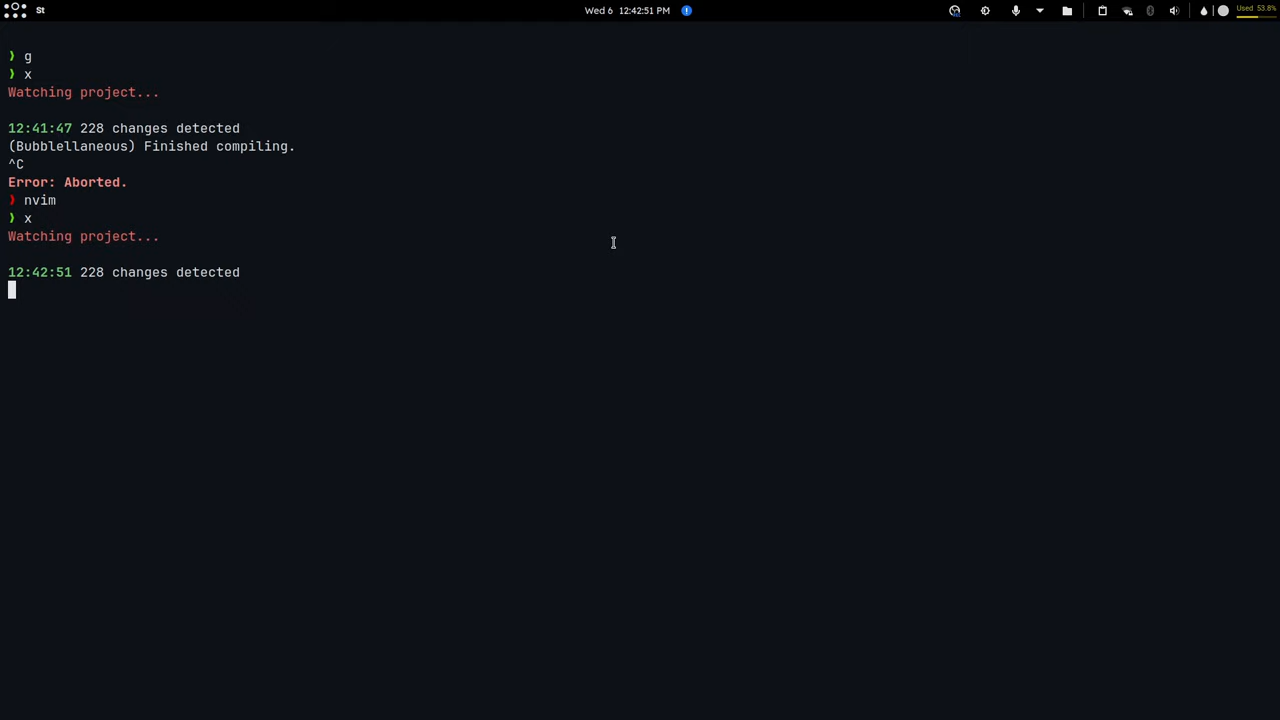 St
Wed 6 12:42:51 PM
Used 53.8%
❯ g
❯ x
Watching project...
12:41:47 228 changes detected
(Bubblellaneous) Finished compiling.
^C
Error: Aborted.
❯ nvim
❯ x
Watching project...
12:42:51 228 changes detected